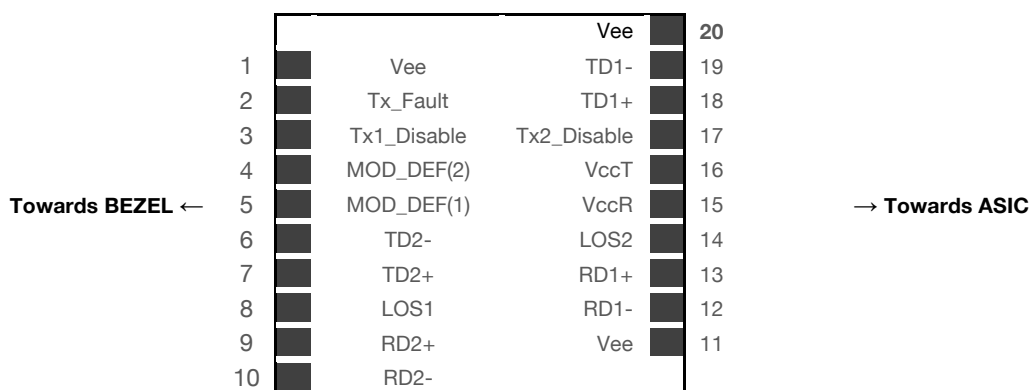 Vee 20
1 Vee TD1- 19
2 Tx_Fault TD1+ 18
3 Tx1_Disable Tx2_Disable 17
4 MOD_DEF(2) VccT 16
Towards BEZEL ← 5 MOD_DEF(1) VccR 15 → Towards ASIC
6 TD2- LOS2 14
7 TD2+ RD1+ 13
8 LOS1 RD1- 12
9 RD2+ Vee 11
10 RD2-